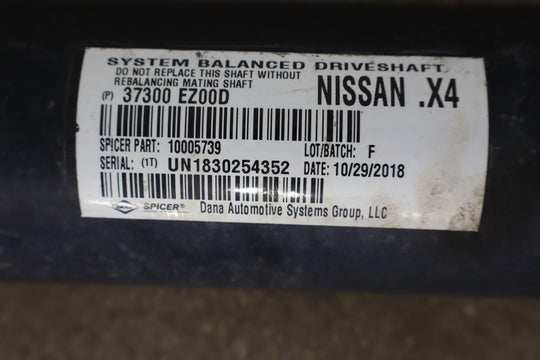 SYSTEM BALANCED DRIVESHAFT
DO NOT REPLACE THIS SHAFT WITHOUT
REBALANCING MATING SHAFT
(P) 37300 EZ00D NISSAN .X4
SPICER PART: 10005739 LOT/BATCH: F
SERIAL: (1T) UN1830254352 DATE: 10/29/2018
DANA SPICER® Dana Automotive Systems Group, LLC